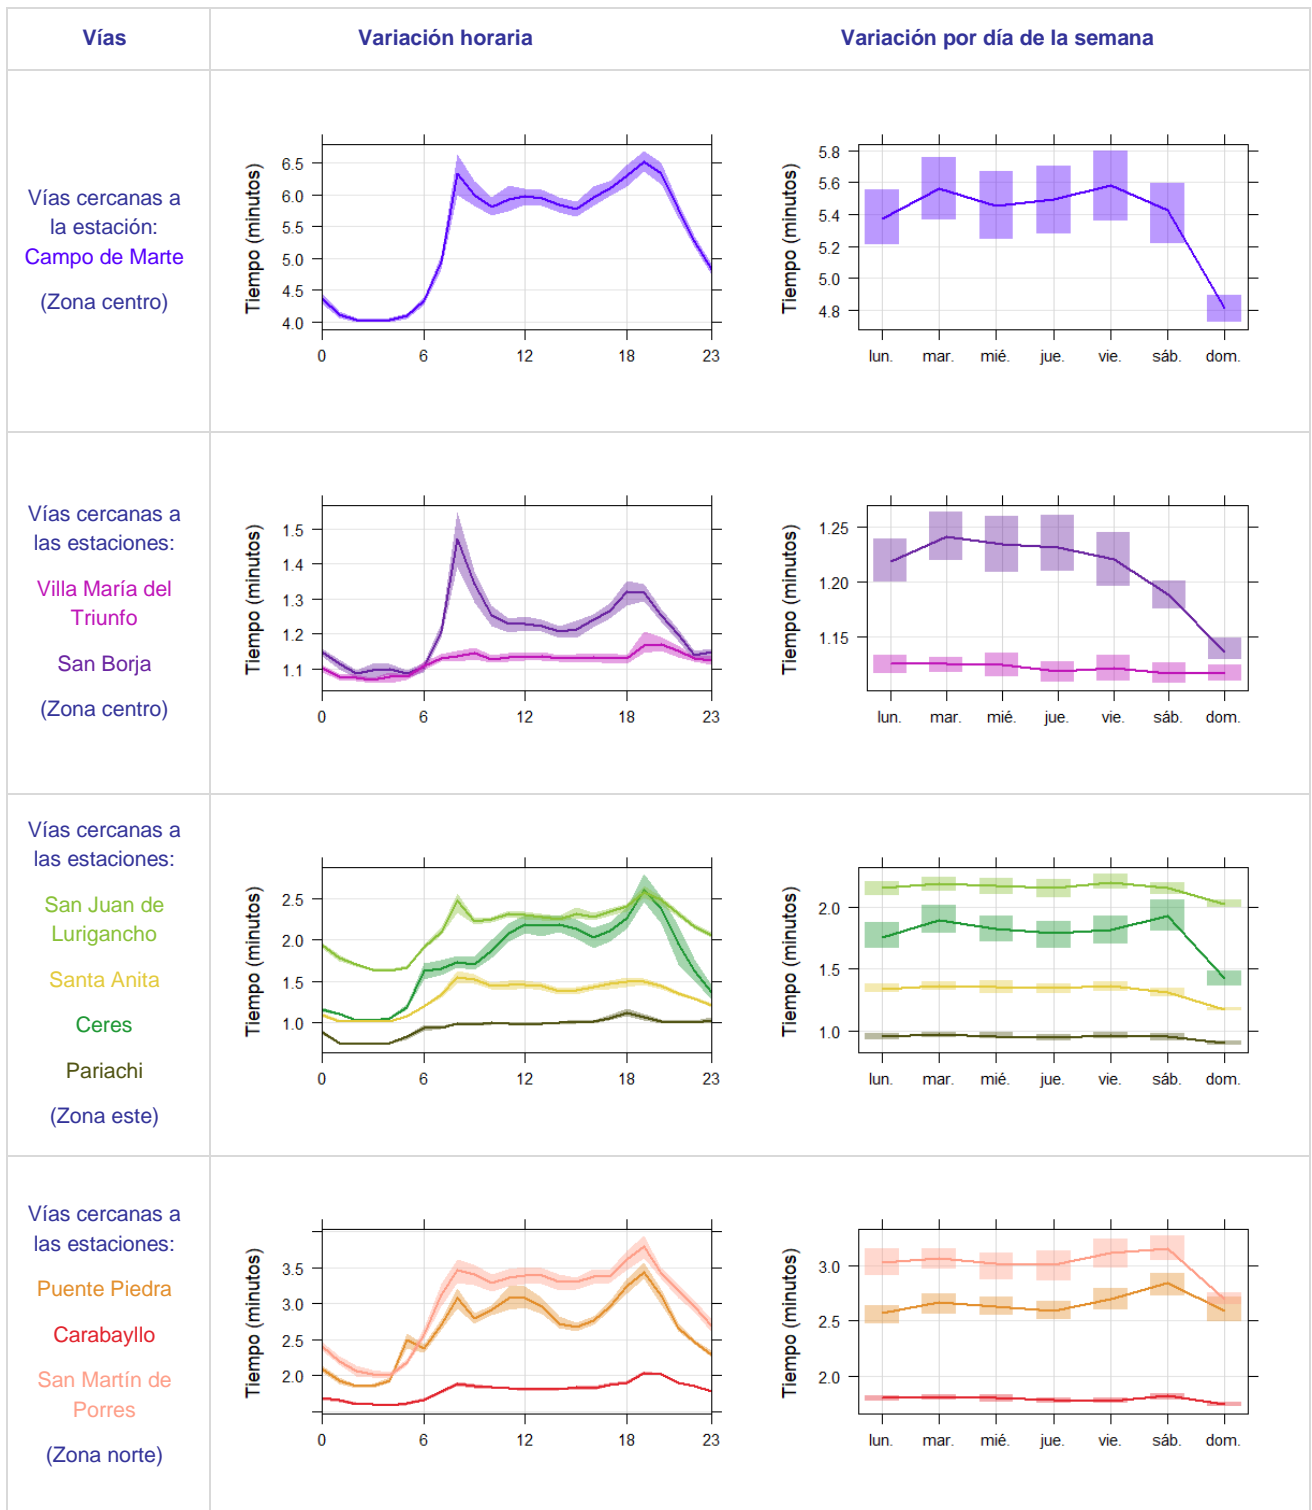 Vías
Variación horaria
Variación por día de la semana
Vías cercanas a
la estación:
Campo de Marte
(Zona centro)
Tiempo (minutos)
6.5
6.0
5.5
5.0
4.5
4.0
0 6 12 18 23
Tiempo (minutos)
5.8
5.6
5.4
5.2
5.0
4.8
lun. mar. mié. jue. vie. sáb. dom.
Vías cercanas a
las estaciones:
Villa María del
Triunfo
San Borja
(Zona centro)
Tiempo (minutos)
1.5
1.4
1.3
1.2
1.1
0 6 12 18 23
Tiempo (minutos)
1.25
1.20
1.15
lun. mar. mié. jue. vie. sáb. dom.
Vías cercanas a
las estaciones:
San Juan de
Lurigancho
Santa Anita
Ceres
Pariachi
(Zona este)
Tiempo (minutos)
2.5
2.0
1.5
1.0
0 6 12 18 23
Tiempo (minutos)
2.0
1.5
1.0
lun. mar. mié. jue. vie. sáb. dom.
Vías cercanas a
las estaciones:
Puente Piedra
Carabayllo
San Martín de
Porres
(Zona norte)
Tiempo (minutos)
3.5
3.0
2.5
2.0
0 6 12 18 23
Tiempo (minutos)
3.0
2.5
2.0
lun. mar. mié. jue. vie. sáb. dom.